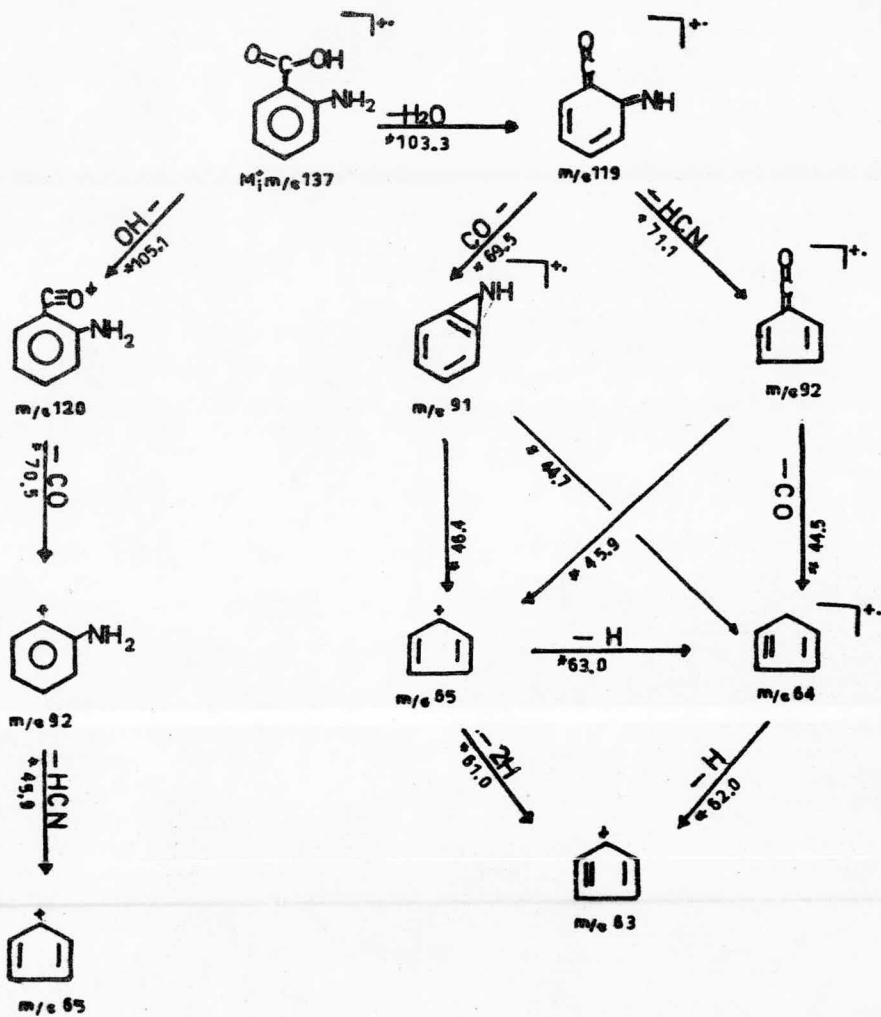 O=C-OH
-NH2
]+·
M+· m/e 137
-H2O
*103.3
O
C
=NH
]+·
m/e 119
OH -
*105.1
CO -
* 69.5
- HCN
* 71.1
C≡O+
-NH2
m/e 120
NH
]+·
m/e 91
O
C
]+·
m/e 92
- CO
* 70.5
* 46.4
* 44.7
* 45.9
- CO
* 44.5
+
-NH2
m/e 92
+
m/e 65
- H
*63.0
]+·
m/e 64
- HCN
* 45.9
- 2H
*61.0
- H
* 62.0
+
m/e 65
+
m/e 63